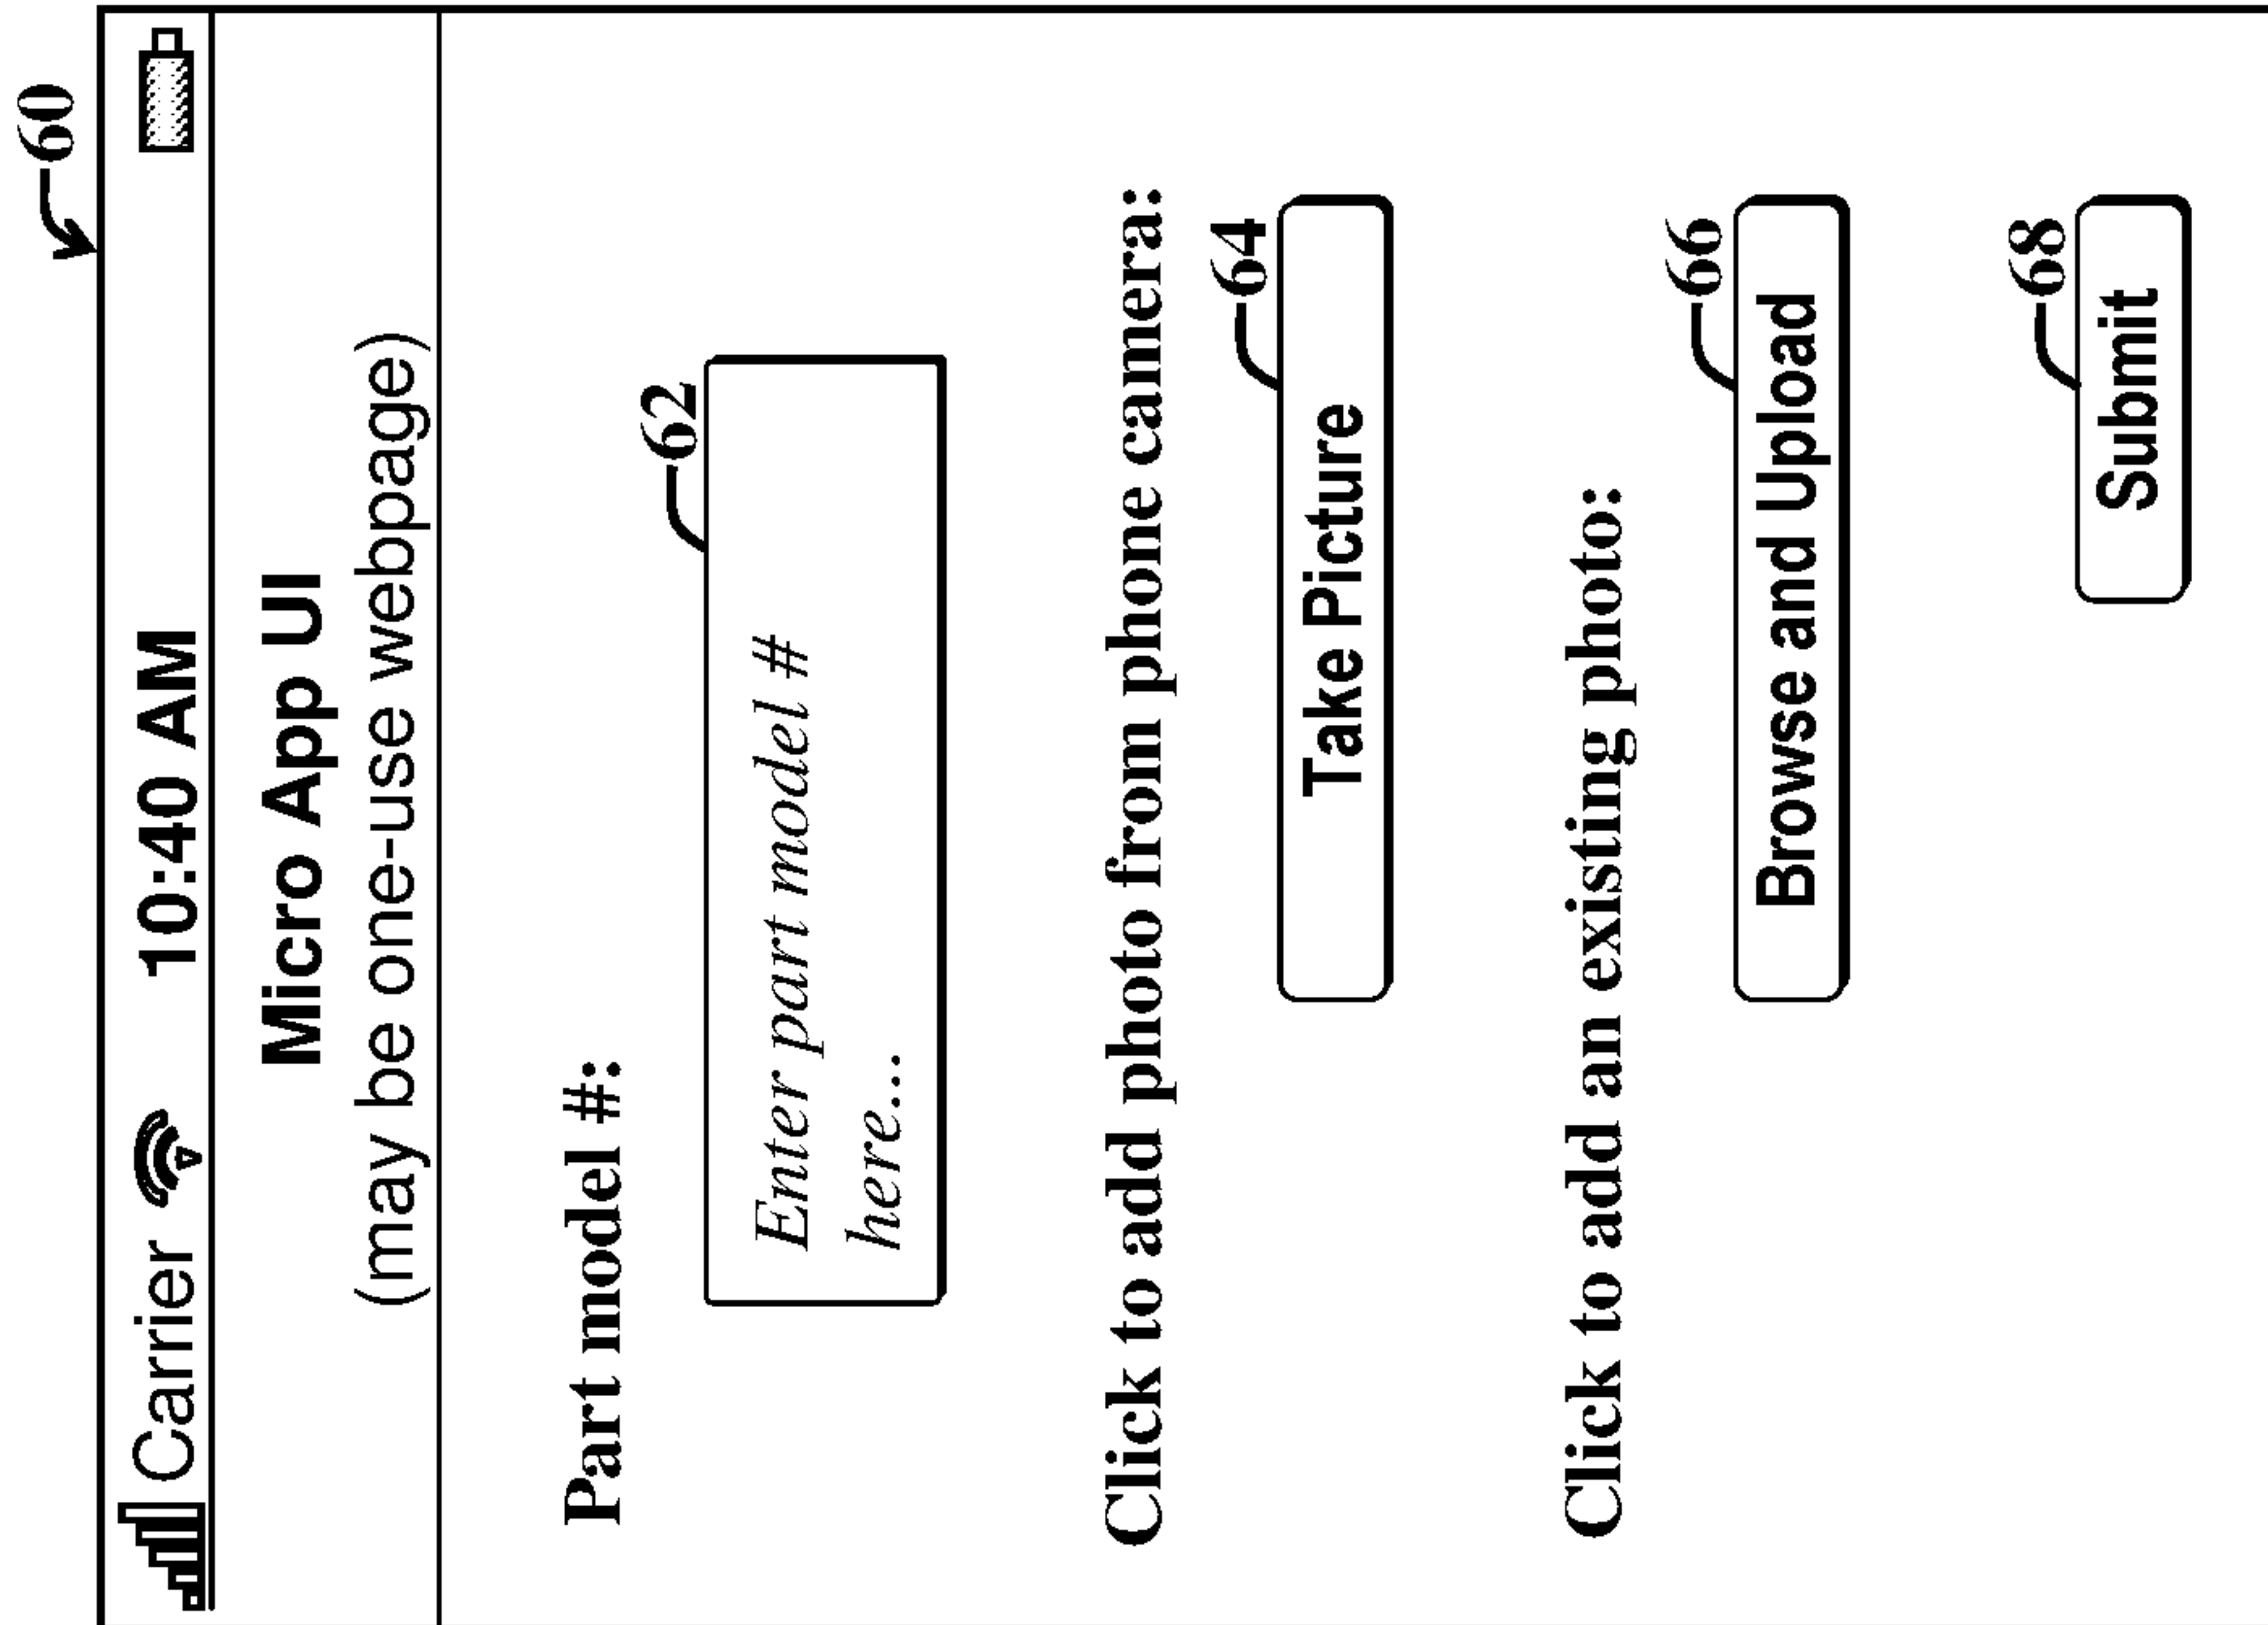 60
Carrier 10:40 AM
Micro App UI
(may be one-use webpage)
Part model #:
62
Enter part model #
here...
Click to add photo from phone camera:
64
Take Picture
Click to add an existing photo:
66
Browse and Upload
68
Submit